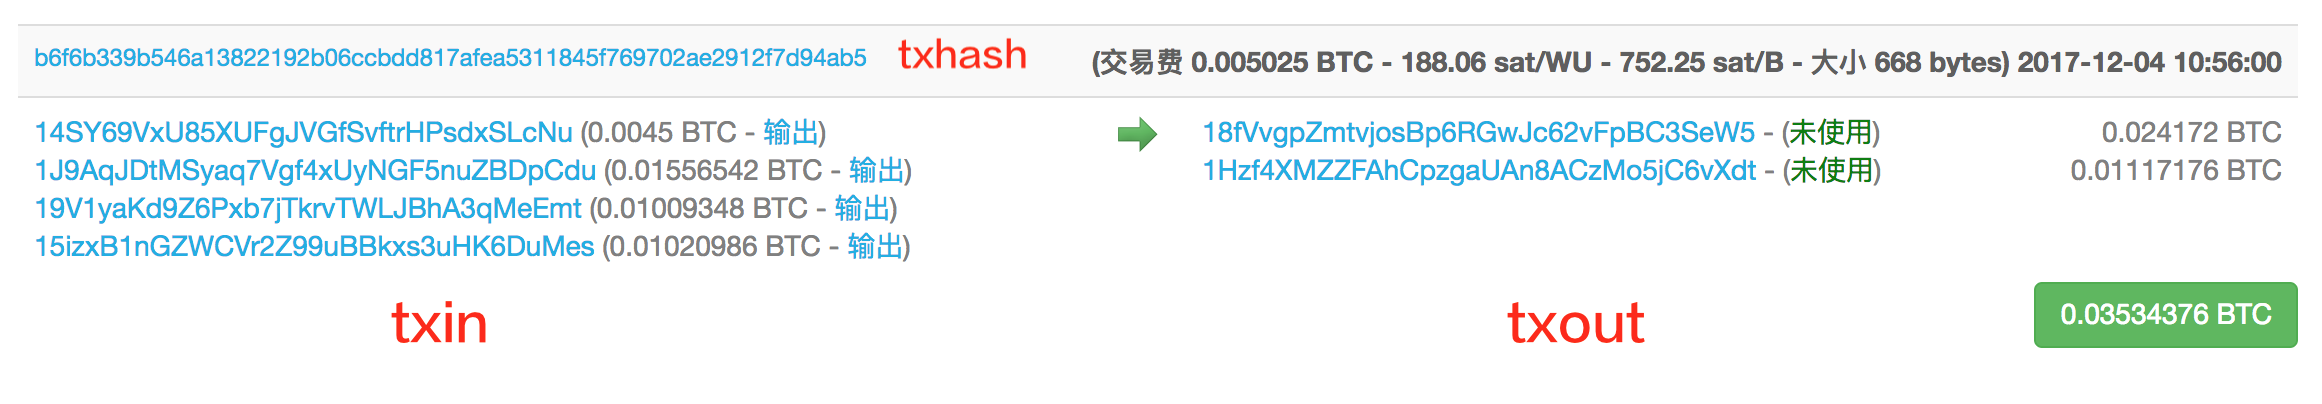 b6f6b339b546a13822192b06ccbdd817afea5311845f769702ae2912f7d94ab5 txhash (交易费 0.005025 BTC - 188.06 sat/WU - 752.25 sat/B - 大小 668 bytes) 2017-12-04 10:56:00
14SY69VxU85XUFgJVGfSvftrHPsdxSLcNu (0.0045 BTC - 输出)
1J9AqJDtMSyaq7Vgf4xUyNGF5nuZBDpCdu (0.01556542 BTC - 输出)
19V1yaKd9Z6Pxb7jTkrvTWLJBhA3qMeEmt (0.01009348 BTC - 输出)
15izxB1nGZWCVr2Z99uBBkxs3uHK6DuMes (0.01020986 BTC - 输出)
txin
18fVvgpZmtvjosBp6RGwJc62vFpBC3SeW5 - (未使用) 0.024172 BTC
1Hzf4XMZZFAhCpzgaUAn8ACzMo5jC6vXdt - (未使用) 0.01117176 BTC
txout
0.03534376 BTC